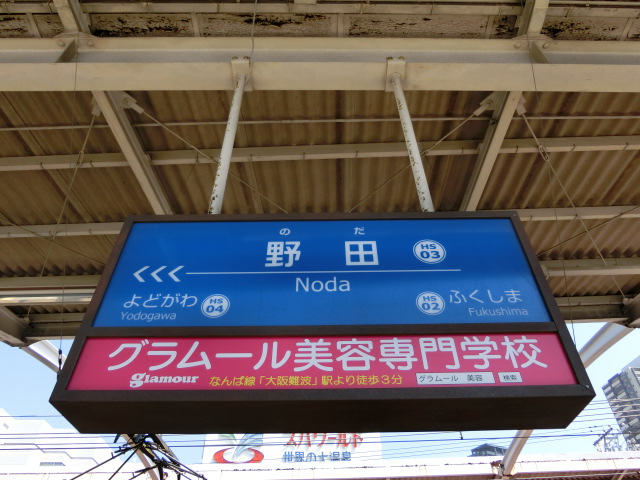 のだ
野田
HS
03
Noda
よどがわ
Yodogawa
HS
04
HS
02
ふくしま
Fukushima
グラムール美容専門学校
glamour なんば線「大阪難波」駅より徒歩3分 グラムール 美容 検索
スパワールド
世界の大温泉